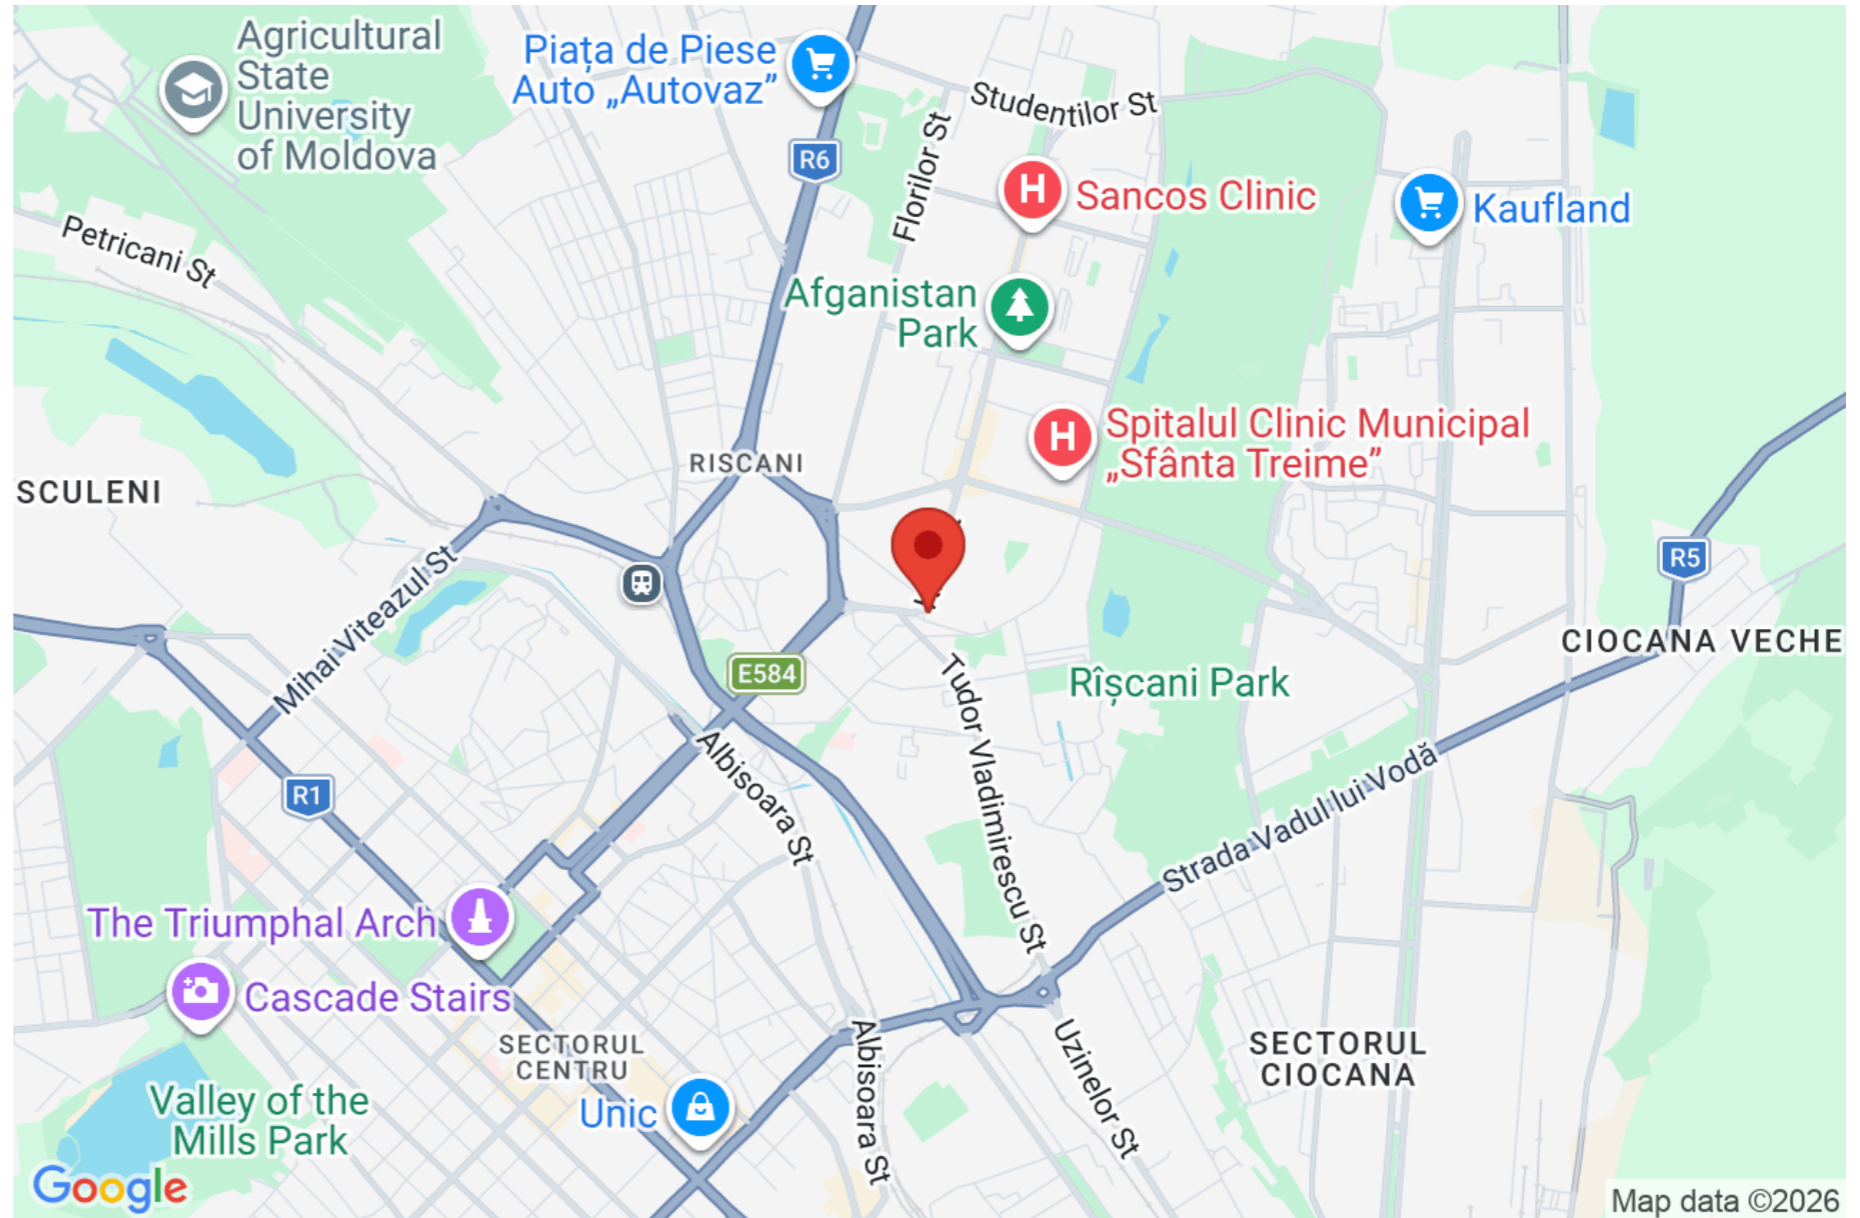 Agricultural
State
University
of Moldova
Piața de Piese
Auto „Autovaz”
R6
Studentilor St
Florilor St
H
Sancos Clinic
Kaufland
Petricani St
Afganistan
Park
H
Spitalul Clinic Municipal
„Sfânta Treime”
RISCANI
SCULENI
R5
Mihai Viteazul St
CIOCANA VECHE
E584
Rîșcani Park
Tudor Vladimirescu St
Albisoara St
R1
Strada Vadul lui Vodă
The Triumphal Arch
Cascade Stairs
SECTORUL
CENTRU
Albisoara St
Uzinelor St
SECTORUL
CIOCANA
Valley of the
Mills Park
Unic
Google
Map data ©2026